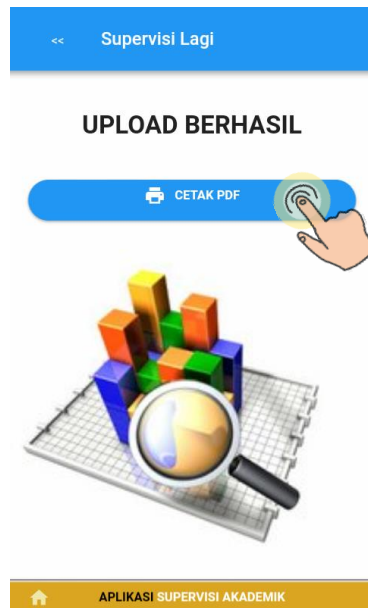 << Supervisi Lagi
UPLOAD BERHASIL
CETAK PDF
APLIKASI SUPERVISI AKADEMIK